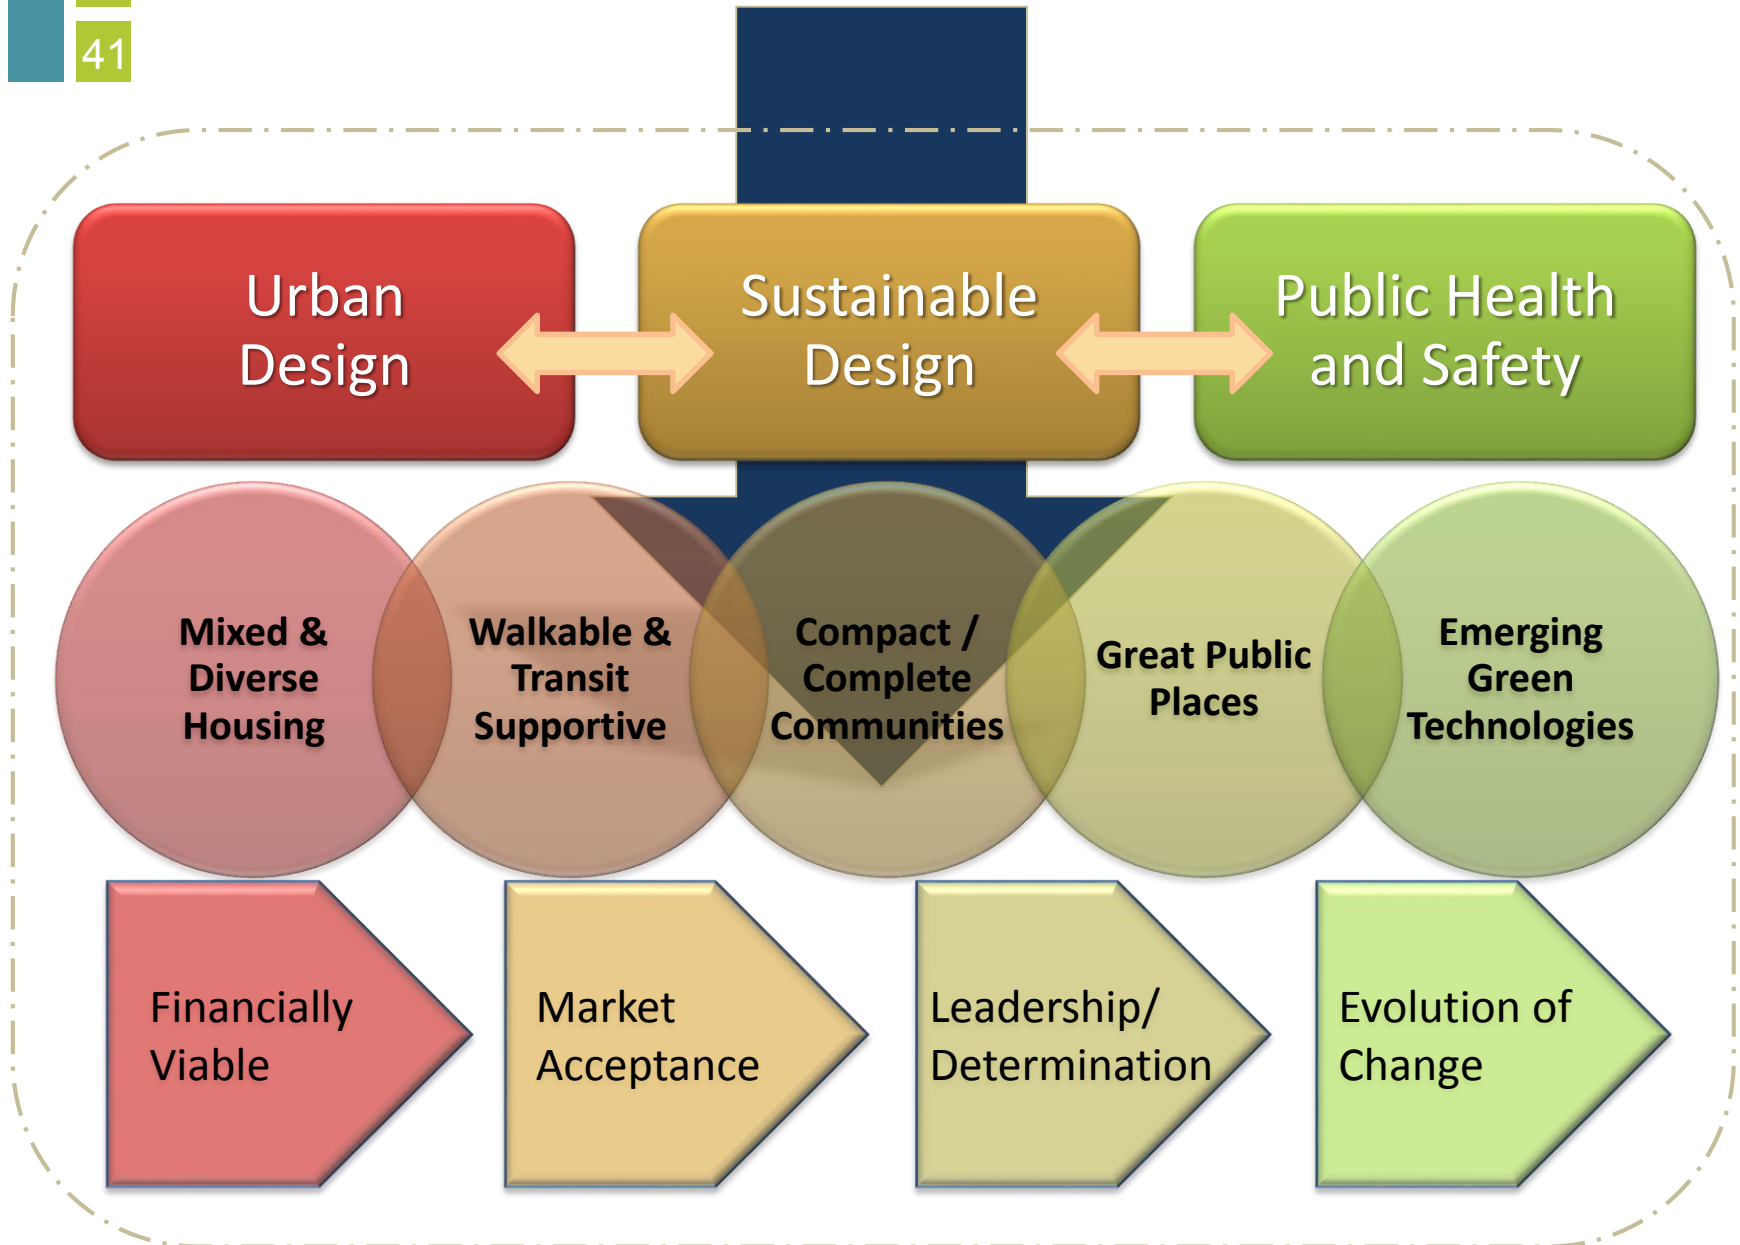 41
Urban
Design
Sustainable
Design
Public Health
and Safety
Mixed &
Diverse
Housing
Walkable &
Transit
Supportive
Compact /
Complete
Communities
Great Public
Places
Emerging
Green
Technologies
Financially
Viable
Market
Acceptance
Leadership/
Determination
Evolution of
Change